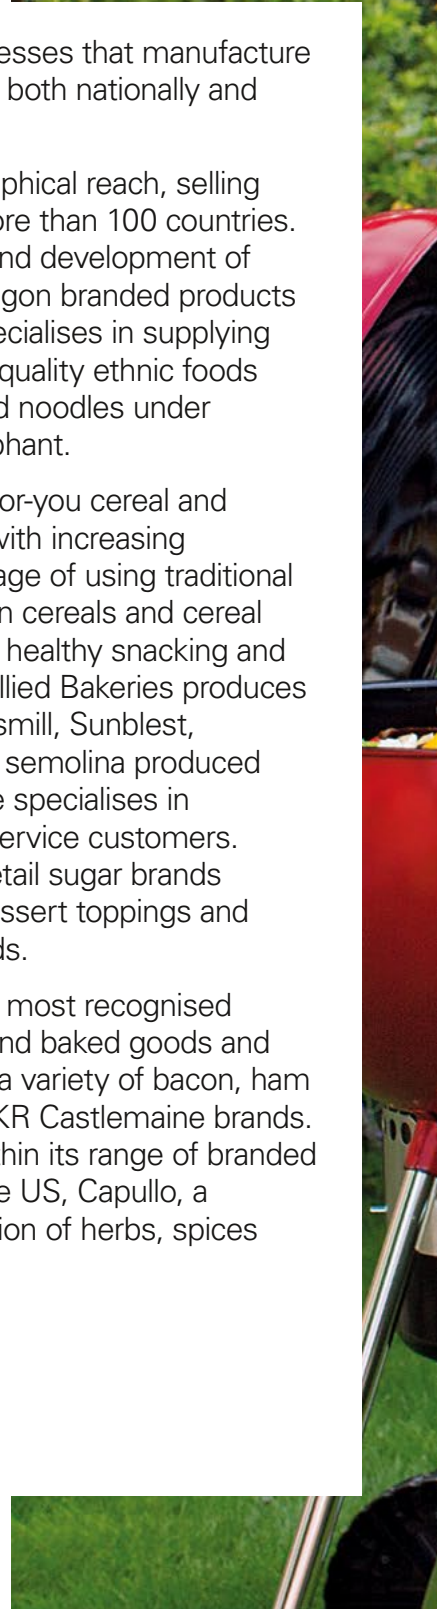 esses that manufacture
both nationally and
phical reach, selling
ore than 100 countries.
nd development of
gon branded products
ecialises in supplying
quality ethnic foods
d noodles under
phant.
or-you cereal and
with increasing
age of using traditional
n cereals and cereal
healthy snacking and
llied Bakeries produces
smill, Sunblest,
semolina produced
e specialises in
ervice customers.
etail sugar brands
essert toppings and
ds.
most recognised
nd baked goods and
a variety of bacon, ham
KR Castlemaine brands.
thin its range of branded
e US, Capullo, a
ion of herbs, spices